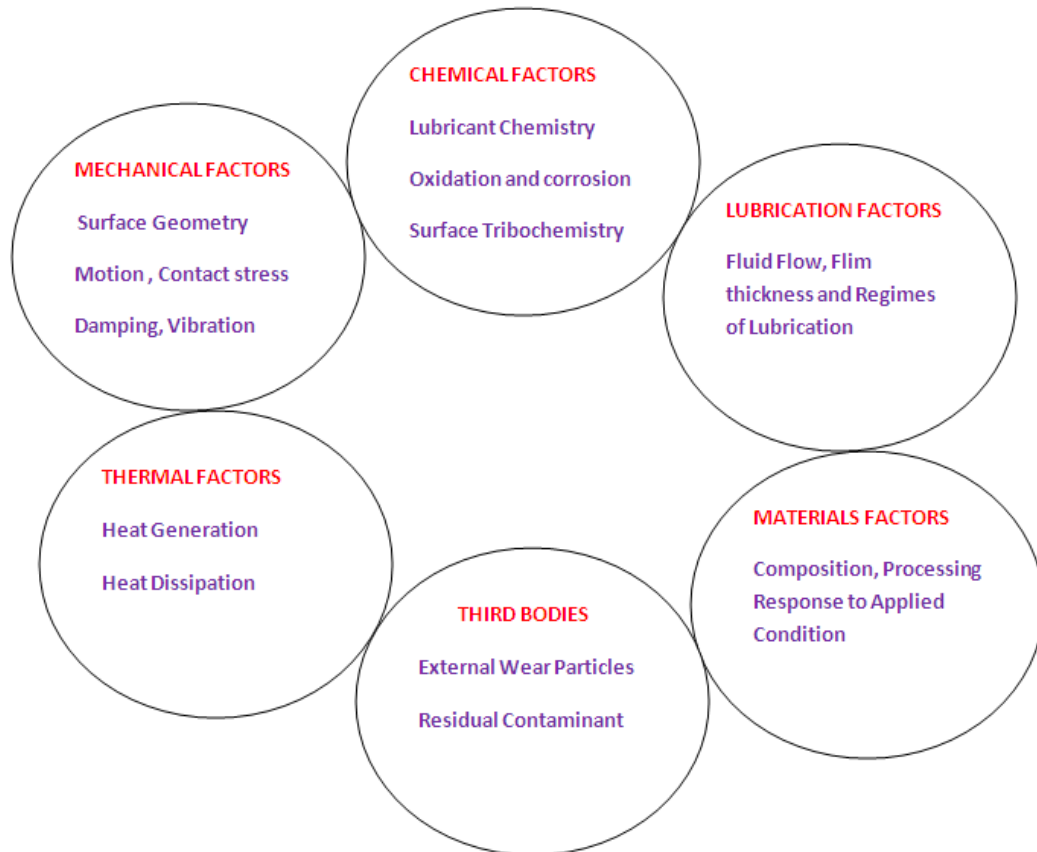 CHEMICAL FACTORS
Lubricant Chemistry
Oxidation and corrosion
Surface Tribochemistry
MECHANICAL FACTORS
Surface Geometry
Motion , Contact stress
Damping, Vibration
LUBRICATION FACTORS
Fluid Flow, Flim
thickness and Regimes
of Lubrication
THERMAL FACTORS
Heat Generation
Heat Dissipation
MATERIALS FACTORS
Composition, Processing
Response to Applied
Condition
THIRD BODIES
External Wear Particles
Residual Contaminant